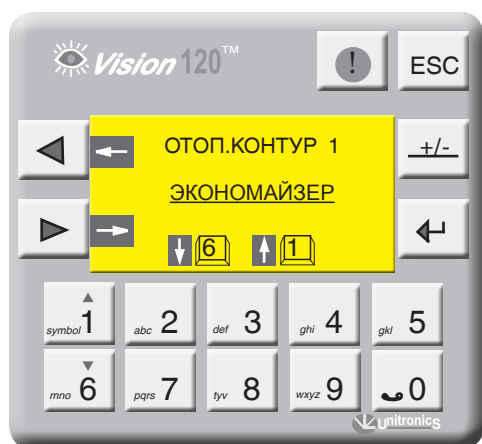 Vision 120™
! ESC
ОТОП.КОНТУР 1
+/-
ЭКОНОМАЙЗЕР
6 1
symbol 1 abc 2 def 3 ghi 4 gkl 5
mno 6 pqrs 7 tyv 8 wxyz 9 0
Unitronics